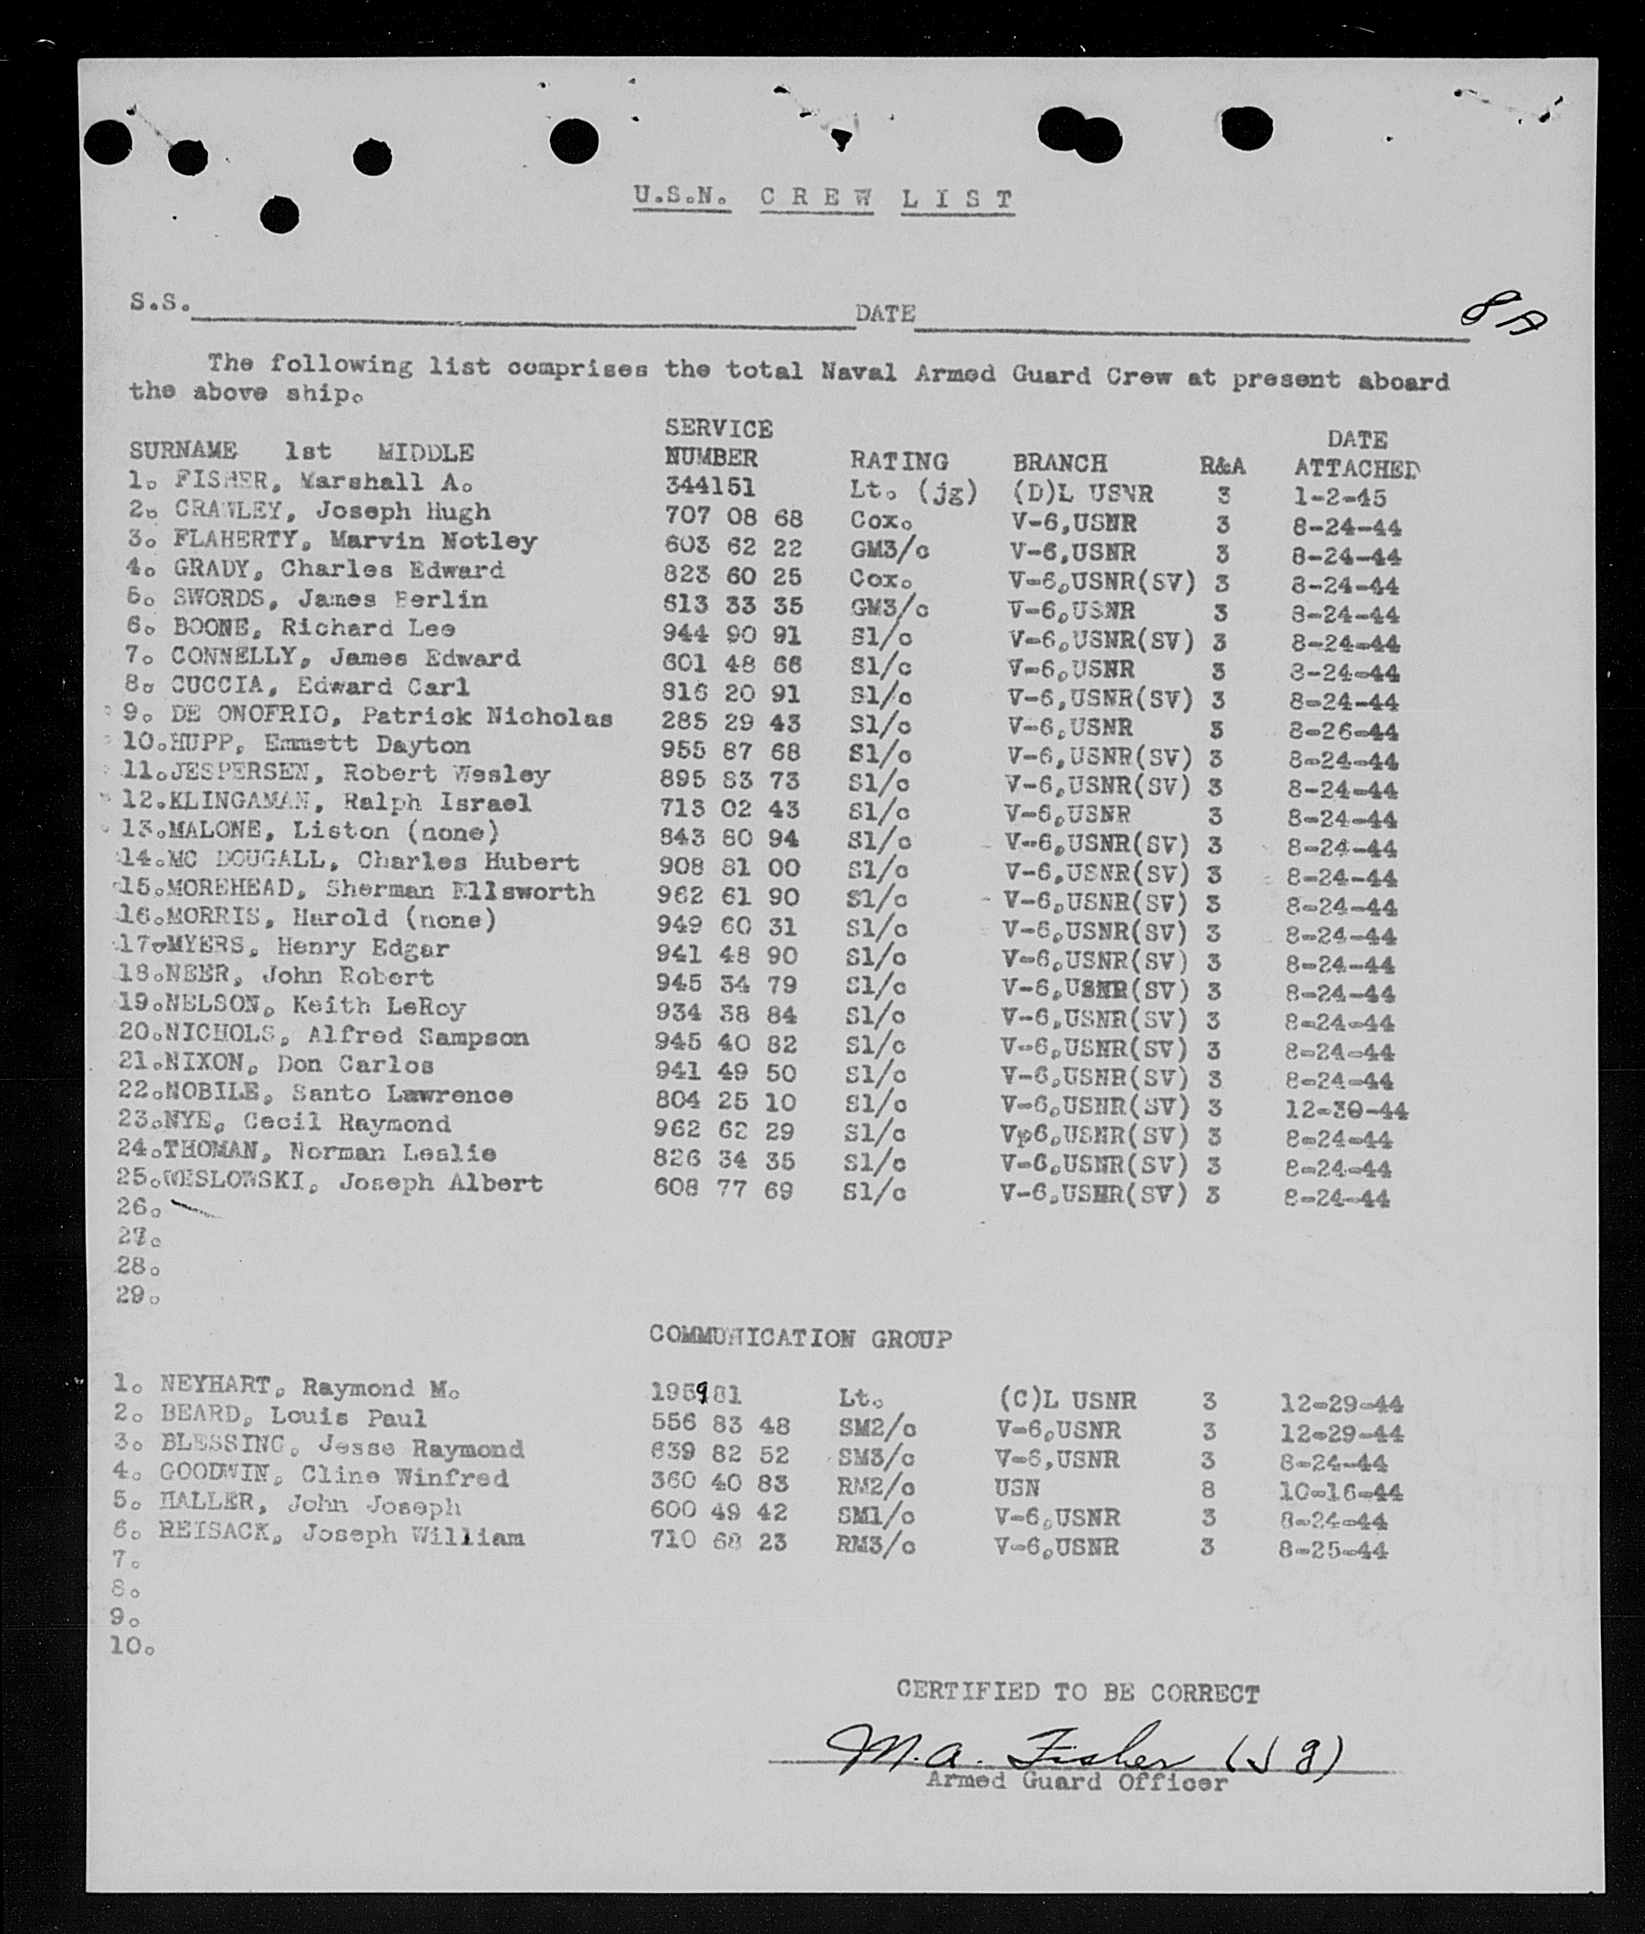 U.S.N. C R E W L I S T
S.S. DATE 8A
The following list comprises the total Naval Armed Guard Crew at present aboard
the above ship.
SERVICE DATE
SURNAME 1st MIDDLE NUMBER RATING BRANCH R&A ATTACHED
1. FISHER, Marshall A. 344151 Lt. (jg) (D)L USNR 3 1-2-45
2. CRAWLEY, Joseph Hugh 707 08 68 Cox. V-6,USNR 3 8-24-44
3. FLAHERTY, Marvin Notley 603 62 22 GM3/c V-6,USNR 3 8-24-44
4. GRADY, Charles Edward 823 60 25 Cox. V-6,USNR(SV) 3 8-24-44
5. SWORDS, James Berlin 613 33 35 GM3/c V-6,USNR 3 8-24-44
6. BOONE, Richard Lee 944 90 91 S1/c V-6,USNR(SV) 3 8-24-44
7. CONNELLY, James Edward 601 48 66 S1/c V-6,USNR 3 8-24-44
8. CUCCIA, Edward Carl 816 20 91 S1/c V-6,USNR(SV) 3 8-24-44
9. DE ONOFRIO, Patrick Nicholas 285 29 43 S1/c V-6,USNR 3 8-26-44
10.HUPP, Emmett Dayton 955 87 68 S1/c V-6,USNR(SV) 3 8-24-44
11.JESPERSEN, Robert Wesley 895 83 73 S1/c V-6,USNR(SV) 3 8-24-44
12.KLINGAMAN, Ralph Israel 713 02 43 S1/c V-6,USNR 3 8-24-44
13.MALONE, Liston (none) 843 80 94 S1/c V-6,USNR(SV) 3 8-24-44
14.MC DOUGALL, Charles Hubert 908 81 00 S1/c V-6,USNR(SV) 3 8-24-44
15.MOREHEAD, Sherman Ellsworth 962 61 90 S1/c V-6,USNR(SV) 3 8-24-44
16.MORRIS, Harold (none) 949 60 31 S1/c V-6,USNR(SV) 3 8-24-44
17.MYERS, Henry Edgar 941 48 90 S1/c V-6,USNR(SV) 3 8-24-44
18.NEER, John Robert 945 34 79 S1/c V-6,USNR(SV) 3 8-24-44
19.NELSON, Keith LeRoy 934 38 84 S1/c V-6,USNR(SV) 3 8-24-44
20.NICHOLS, Alfred Sampson 945 40 82 S1/c V-6,USNR(SV) 3 8-24-44
21.NIXON, Don Carlos 941 49 50 S1/c V-6,USNR(SV) 3 8-24-44
22.NOBILE, Santo Lawrence 804 25 10 S1/c V-6,USNR(SV) 3 12-30-44
23.NYE, Cecil Raymond 962 62 29 S1/c Vp6,USNR(SV) 3 8-24-44
24.THOMAN, Norman Leslie 826 34 35 S1/c V-6,USNR(SV) 3 8-24-44
25.WESLOWSKI, Joseph Albert 608 77 69 S1/c V-6,USNR(SV) 3 8-24-44
26.
27.
28.
29.
COMMUNICATION GROUP
1. NEYHART, Raymond M. 195981 Lt. (C)L USNR 3 12-29-44
2. BEARD, Louis Paul 556 83 48 SM2/c V-6,USNR 3 12-29-44
3. BLESSING, Jesse Raymond 639 82 52 SM3/c V-6,USNR 3 8-24-44
4. GOODWIN, Cline Winfred 360 40 83 RM2/c USN 8 10-16-44
5. HALLER, John Joseph 600 49 42 SM1/c V-6,USNR 3 8-24-44
6. REISACK, Joseph William 710 68 23 RM3/c V-6,USNR 3 8-25-44
7.
8.
9.
10.
CERTIFIED TO BE CORRECT
M. A. Fisher (Jg)
Armed Guard Officer